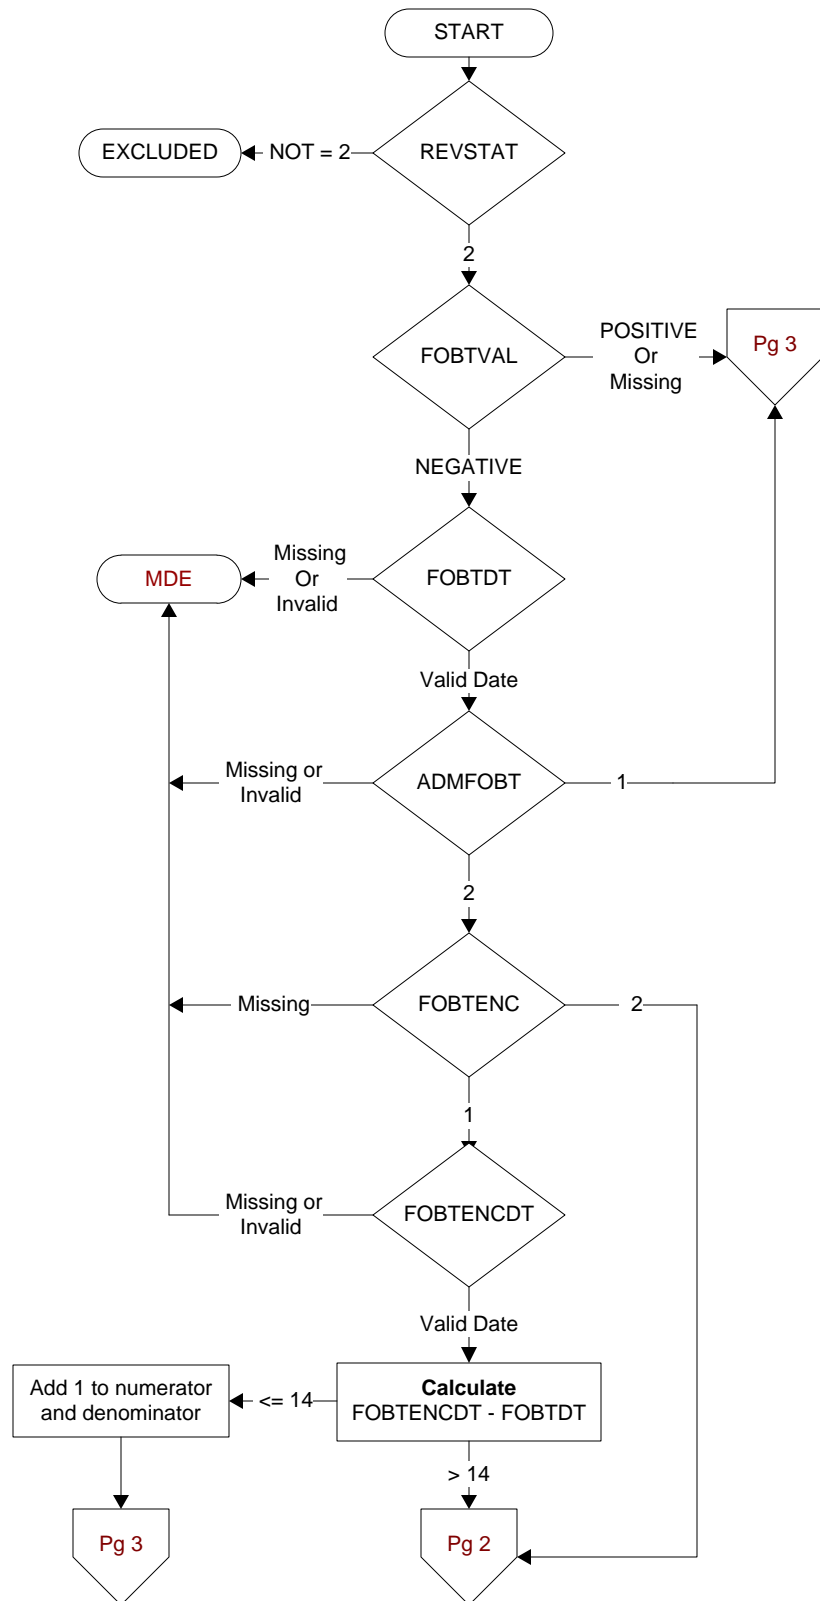 START
EXCLUDED
NOT = 2
REVSTAT
2
FOBTVAL
POSITIVE
Or
Missing
Pg 3
NEGATIVE
MDE
Missing
Or
Invalid
FOBTDT
Valid Date
Missing or
Invalid
ADMFOBT
1
2
Missing
FOBTENC
2
1
Missing or
Invalid
FOBTENCDT
Valid Date
Add 1 to numerator
and denominator
<= 14
Calculate
FOBTENCDT - FOBTDT
> 14
Pg 3
Pg 2